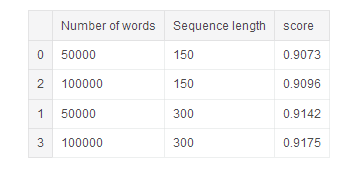 Number of words Sequence length score
0 50000 150 0.9073
2 100000 150 0.9096
1 50000 300 0.9142
3 100000 300 0.9175